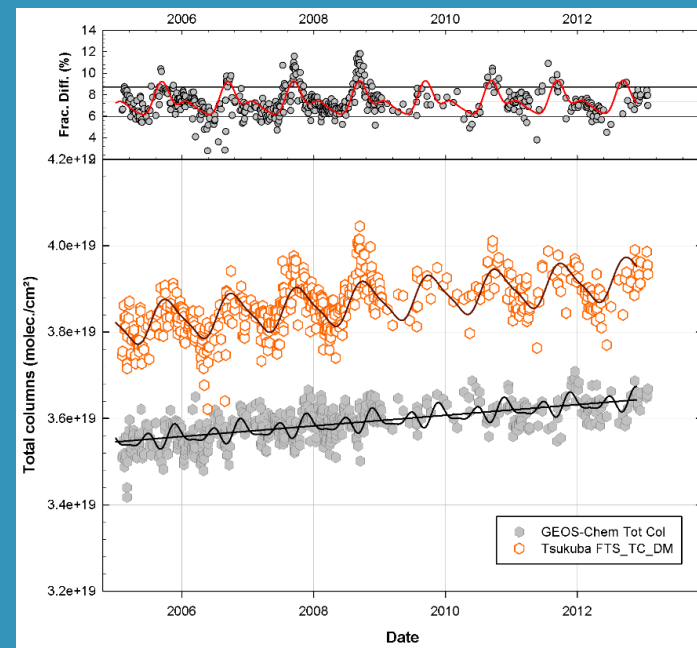 2006 2008 2010 2012
14
12
10
8
6
4
Frac. Diff. (%)
4.2e+19
4.0e+19
3.8e+19
3.6e+19
3.4e+19
3.2e+19
Total columns (molec./cm²)
GEOS-Chem Tot Col
Tsukuba FTS_TC_DM
2006 2008 2010 2012
Date